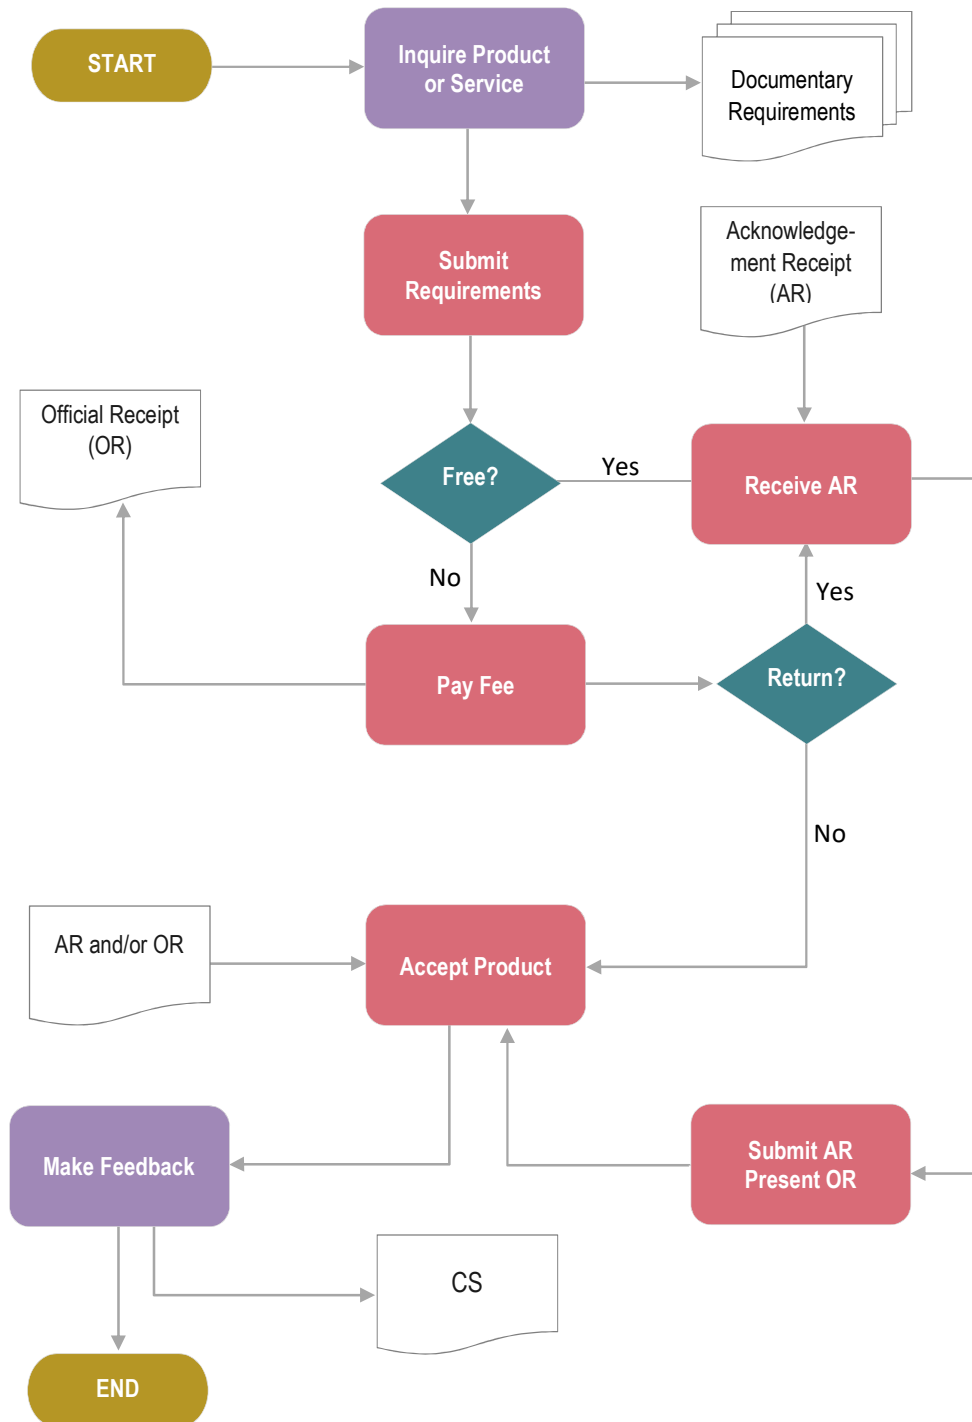 START
Inquire Product
or Service
Documentary
Requirements
Submit
Requirements
Acknowledge-
ment Receipt
(AR)
Official Receipt
(OR)
Free?
Yes
Receive AR
No
Yes
Pay Fee
Return?
No
AR and/or OR
Accept Product
Make Feedback
Submit AR
Present OR
CS
END